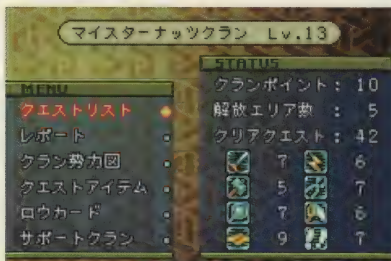 マイスターナッツクラン Lv.13
MENU
クエストリスト
レポート
クラン勢力図
クエストアイテム
ロウカード
サポートクラン
STATUS
クランポイント： 10
解放エリア数： 5
クリアクエスト： 42
7 6
5 7
7 6
9 7